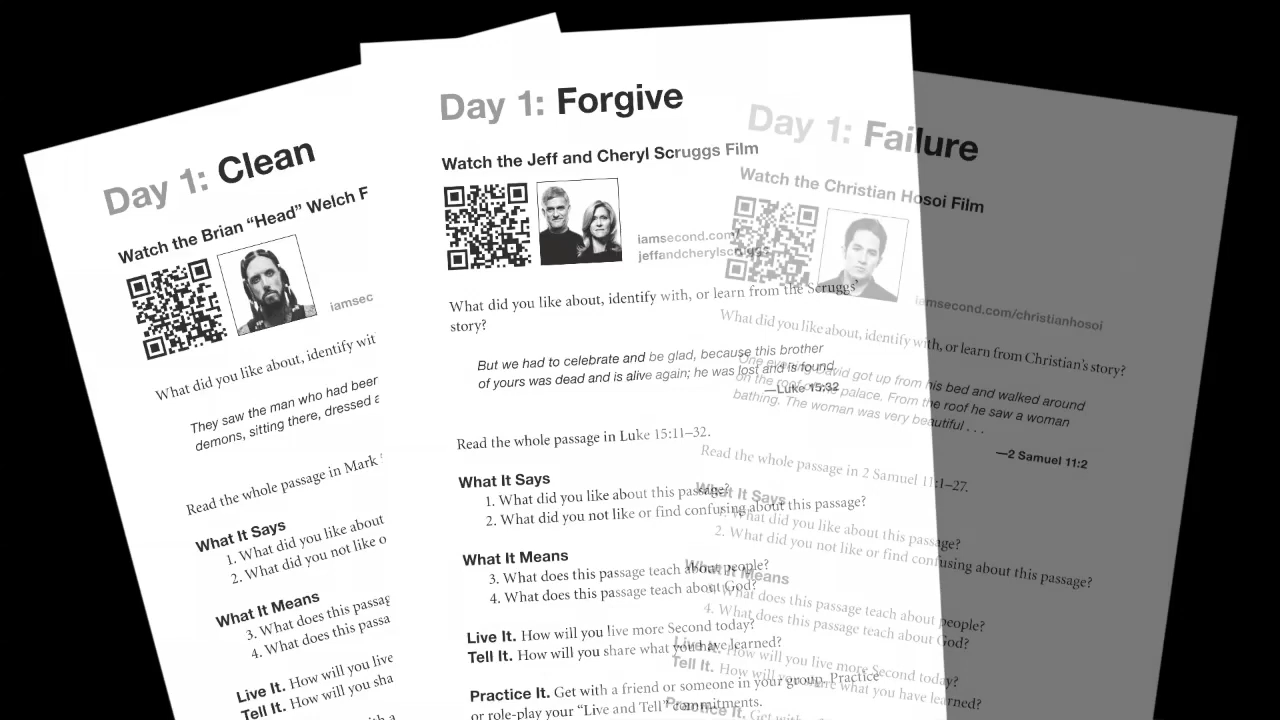 Day 1: Clean
Watch the Brian “Head” Welch F
iamsec
What did you like about, identify wit
They saw the man who had been
demons, sitting there, dressed a
Read the whole passage in Mark
What It Says
1. What did you like about
2. What did you not like o
What It Means
3. What does this passag
4. What does this passa
Live It. How will you live
Tell It. How will you sha
Day 1: Forgive
Watch the Jeff and Cheryl Scruggs Film
iamsecond.com/
jeffandcherylscruggs
What did you like about, identify with, or learn from the Scruggs’
story?
But we had to celebrate and be glad, because this brother
of yours was dead and is alive again; he was lost and is found.
—Luke 15:32
Read the whole passage in Luke 15:11–32.
What It Says
1. What did you like about this passage?
2. What did you not like or find confusing about this passage?
What It Means
3. What does this passage teach about people?
4. What does this passage teach about God?
Live It. How will you live more Second today?
Tell It. How will you share what you have learned?
Practice It. Get with a friend or someone in your group. Practice
or role-play your “Live and Tell” commitments.
Day 1: Failure
Watch the Christian Hosoi Film
iamsecond.com/christianhosoi
What did you like about, identify with, or learn from Christian’s story?
One evening David got up from his bed and walked around
on the roof of the palace. From the roof he saw a woman
bathing. The woman was very beautiful . . .
—2 Samuel 11:2
Read the whole passage in 2 Samuel 11:1–27.
What It Says
1. What did you like about this passage?
2. What did you not like or find confusing about this passage?
What It Means
3. What does this passage teach about people?
4. What does this passage teach about God?
Live It. How will you live more Second today?
Tell It. How will you share what you have learned?
Practice It. Get with